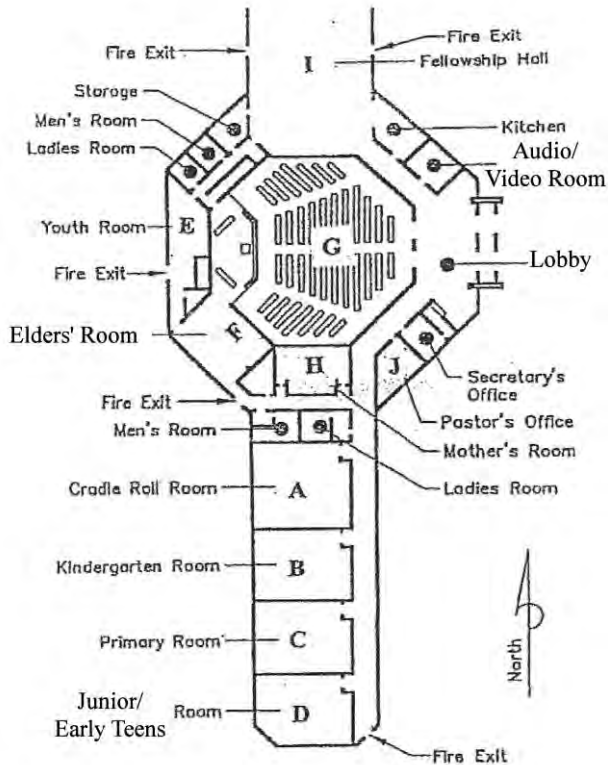 Fire Exit
Fire Exit
I
Fellowship Hall
Storage
Men's Room
Ladies Room
Kitchen
Audio/
Video Room
E
Youth Room
G
Lobby
Fire Exit
Elders' Room
F
H
J
Secretary's
Office
Fire Exit
Pastor's Office
Men's Room
Mother's Room
Ladies Room
Cradle Roll Room
A
Kindergarten Room
B
Primary Room
C
North
Junior/
Early Teens
Room
D
Fire Exit